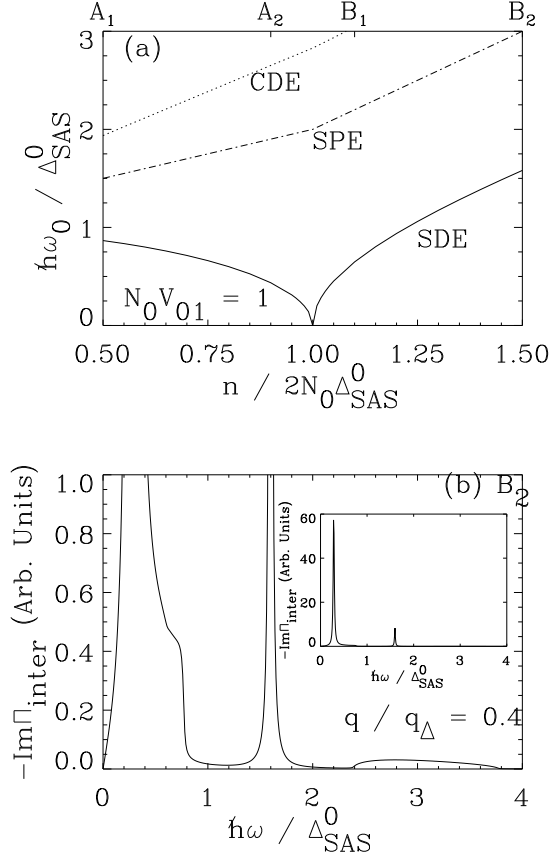 A₁ A₂ B₁ B₂
(a)
3
CDE
2
SPE
ħω₀ / Δ⁰SAS
1
SDE
N₀V₀₁ = 1
0
0.50 0.75 1.00 1.25 1.50
n / 2N₀Δ⁰SAS
(b) B₂
1.0
0.8
0.6
0.4
0.2
0.0
-ImΠinter (Arb. Units)
60
40
20
0
-ImΠinter (Arb. Units)
0 1 2 3 4
ħω / Δ⁰SAS
q / qΔ = 0.4
0 1 2 3 4
ħω / Δ⁰SAS